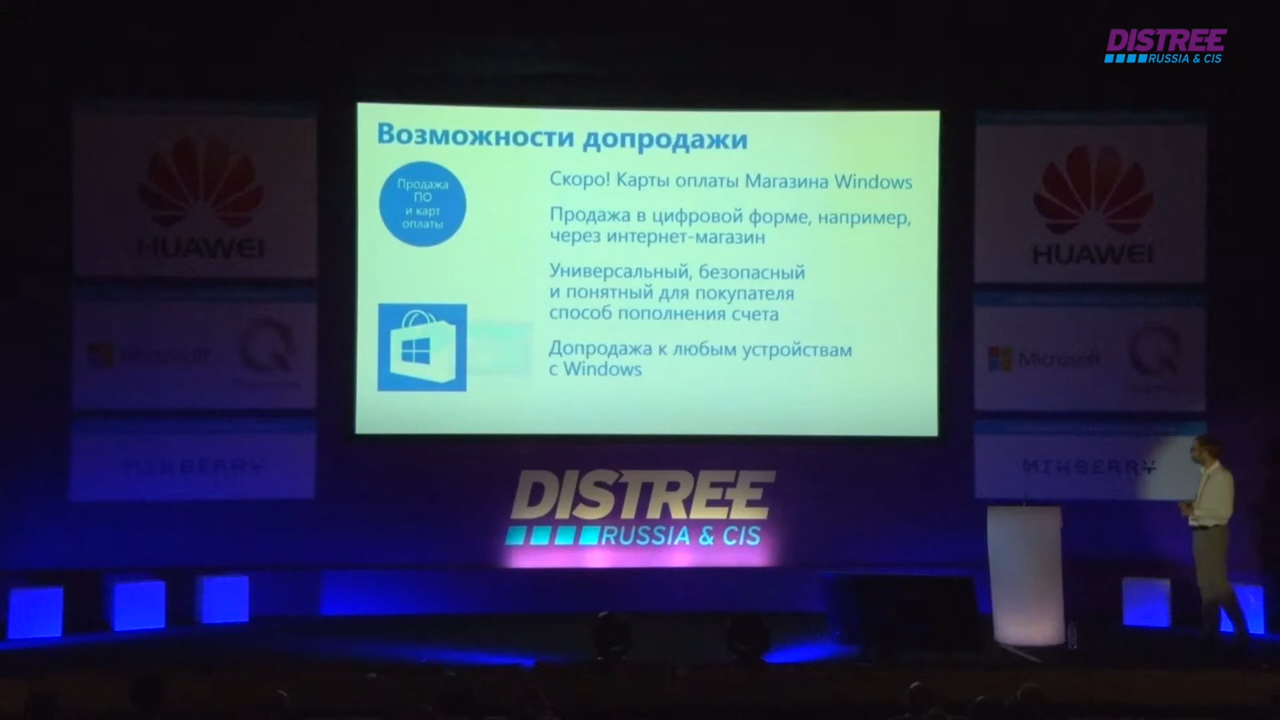 DISTREE
RUSSIA & CIS
Возможности допродажи
Продажа
ПО
и карт
оплаты
Скоро! Карты оплаты Магазина Windows
Продажа в цифровой форме, например,
через интернет-магазин
Универсальный, безопасный
и понятный для покупателя
способ пополнения счета
Допродажа к любым устройствам
с Windows
HUAWEI
Microsoft
MIXBERRY
HUAWEI
Microsoft
MIXBERRY
DISTREE
RUSSIA & CIS